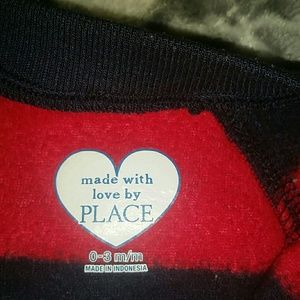 made with
love by
PLACE
0-3 m/m
MADE IN INDONESIA